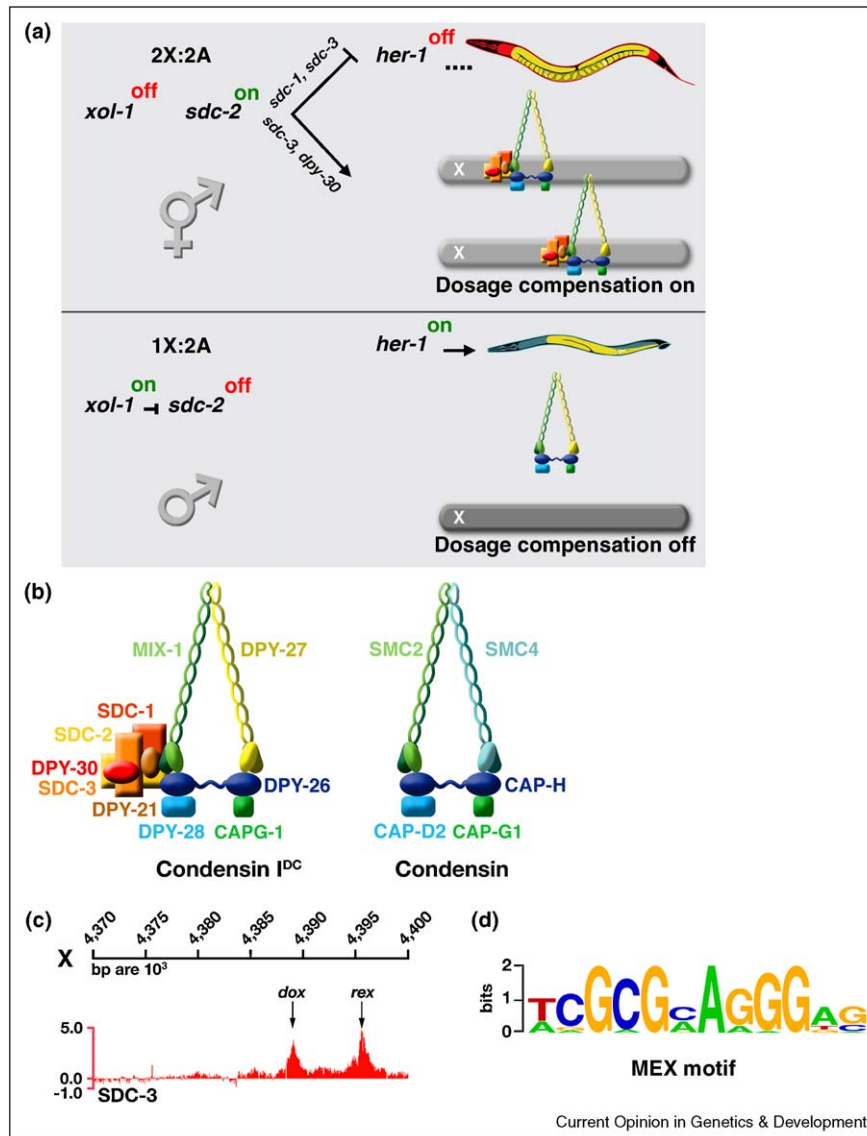 (a)
2X:2A
xol-1 off
sdc-2 on
sdc-1, sdc-3
sdc-3, dpy-30
her-1 off
X
X
Dosage compensation on
1X:2A
xol-1 on
sdc-2 off
her-1 on
X
Dosage compensation off
(b)
MIX-1 DPY-27
SDC-1
SDC-2
DPY-30
SDC-3
DPY-21
DPY-26
DPY-28 CAPG-1
Condensin I^DC
SMC2 SMC4
CAP-H
CAP-D2 CAP-G1
Condensin
(c)
4,370 4,375 4,380 4,385 4,390 4,395 4,400
X
bp are 10³
dox rex
5.0
0.0
-1.0
SDC-3
(d)
2
1
0
bits
TCGCGCAGGGAG
MEX motif
Current Opinion in Genetics & Development